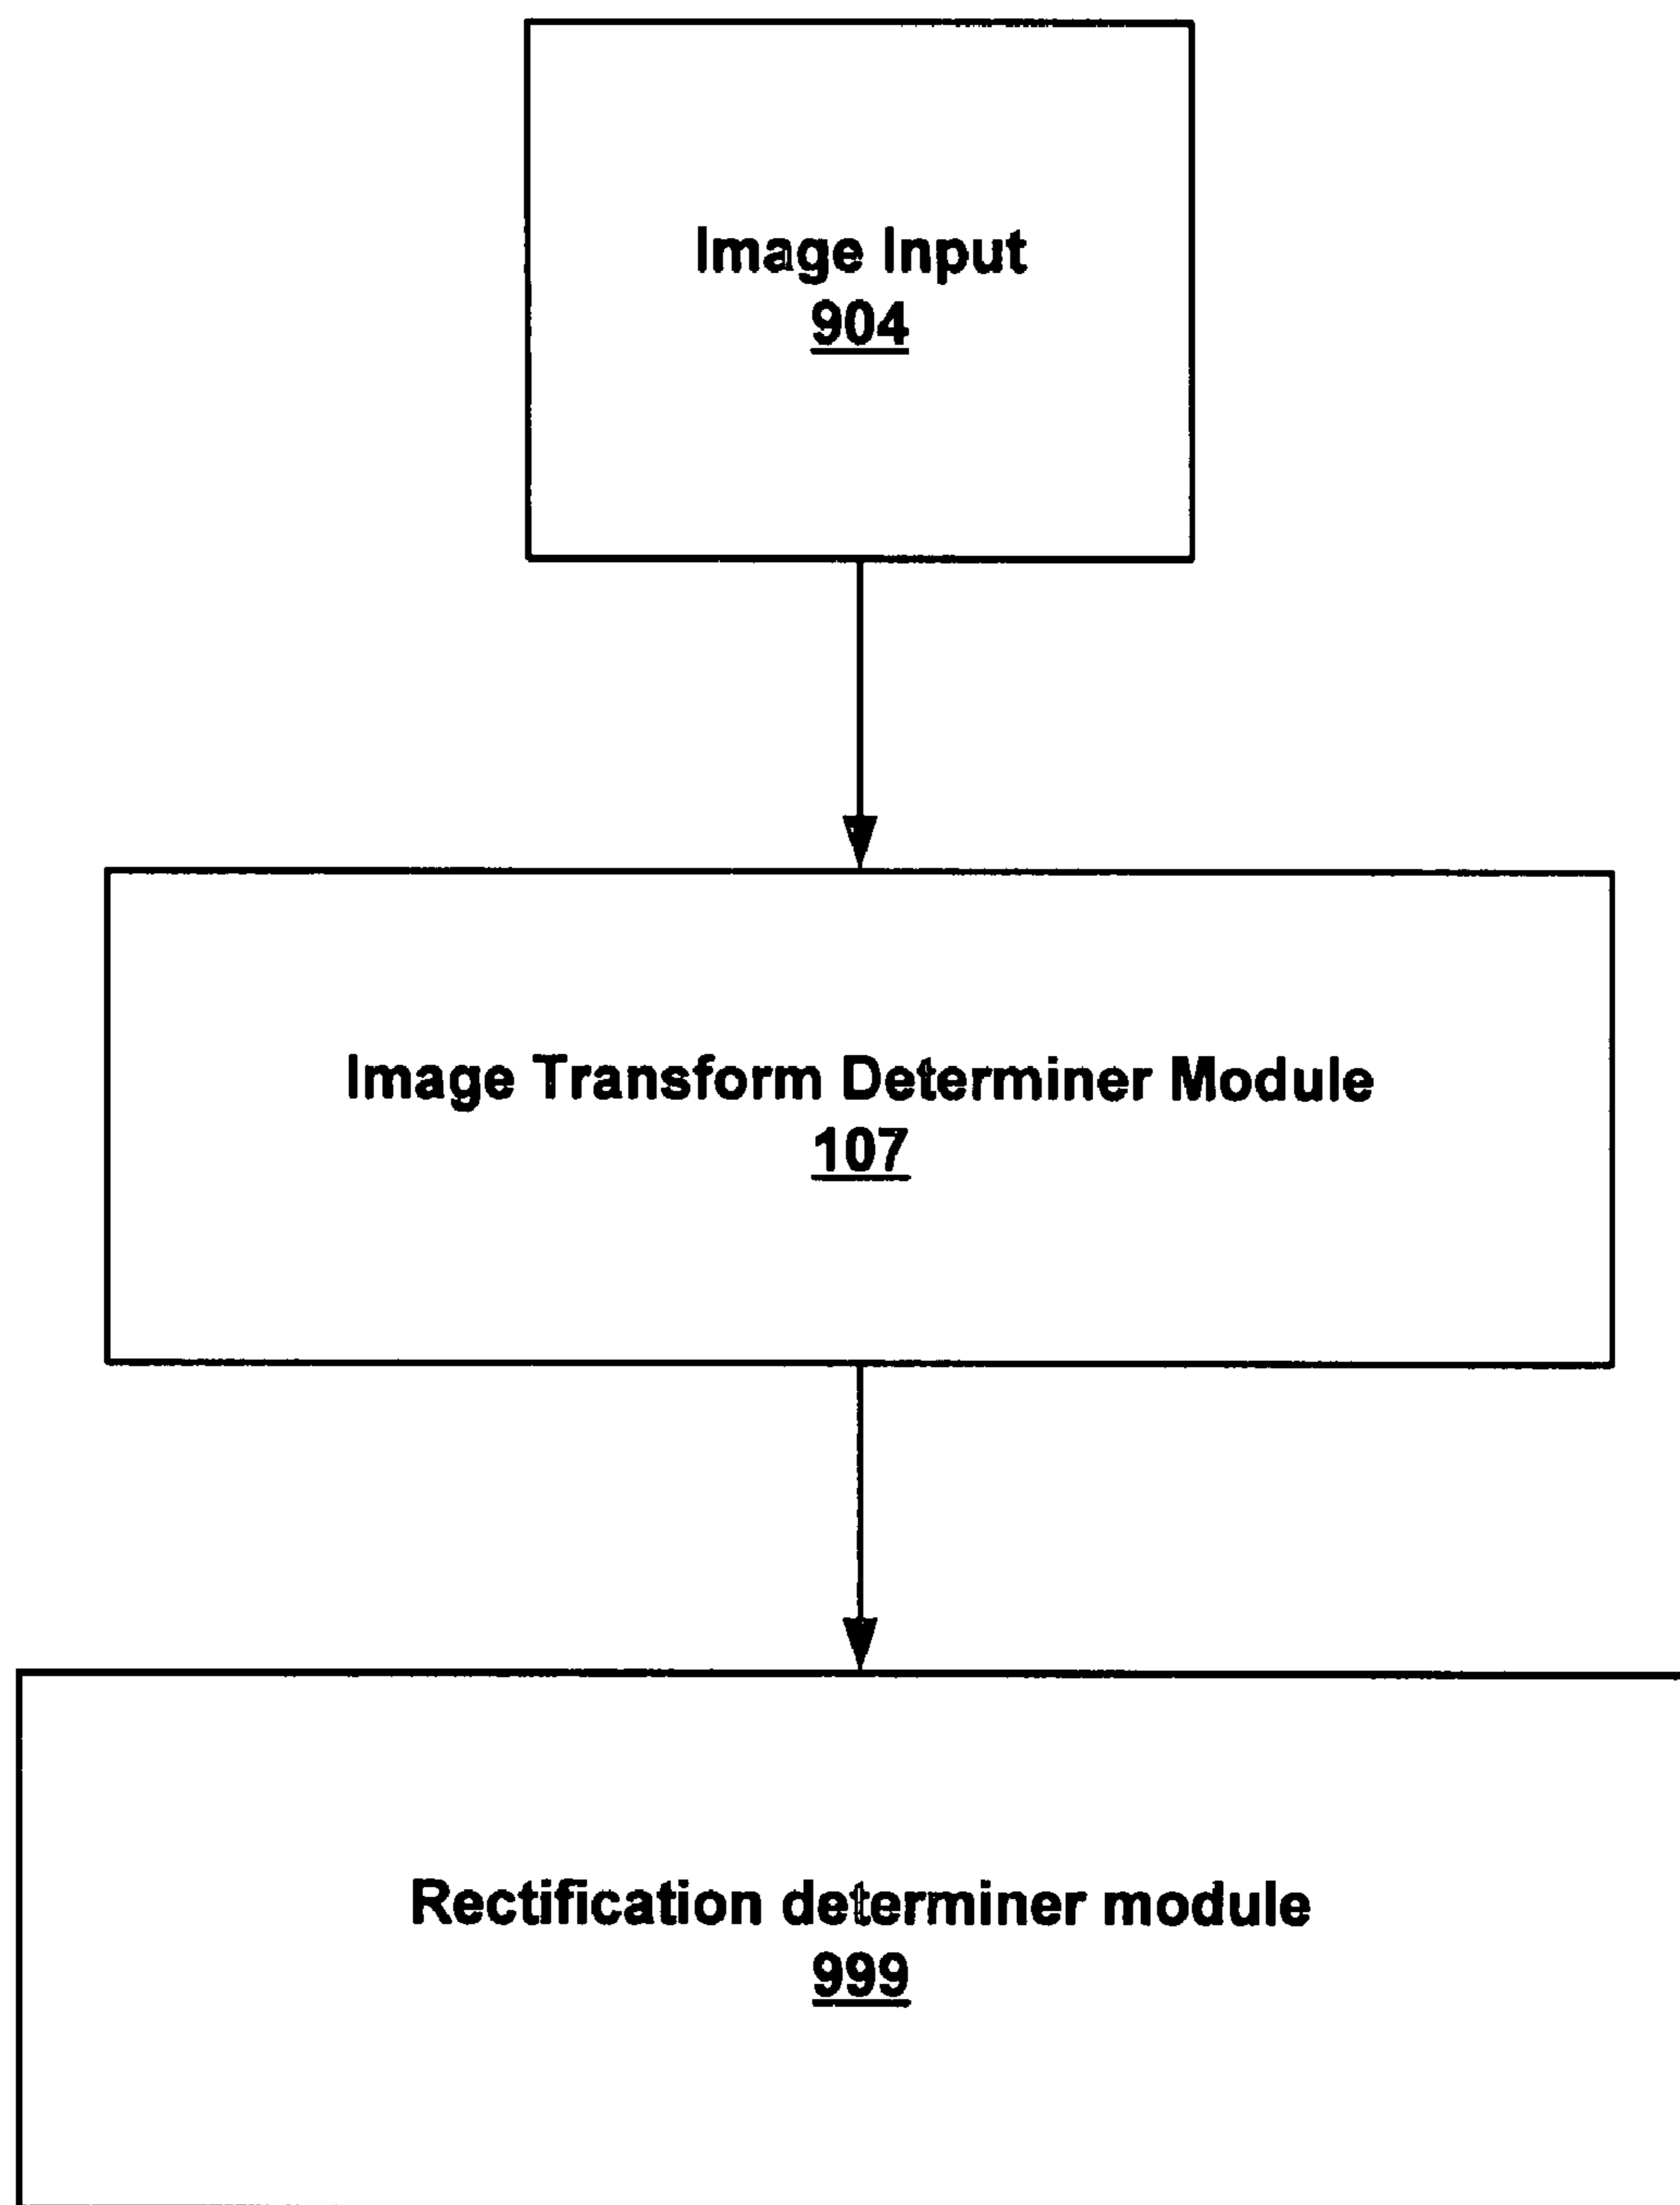 Image Input
904
Image Transform Determiner Module
107
Rectification determiner module
999